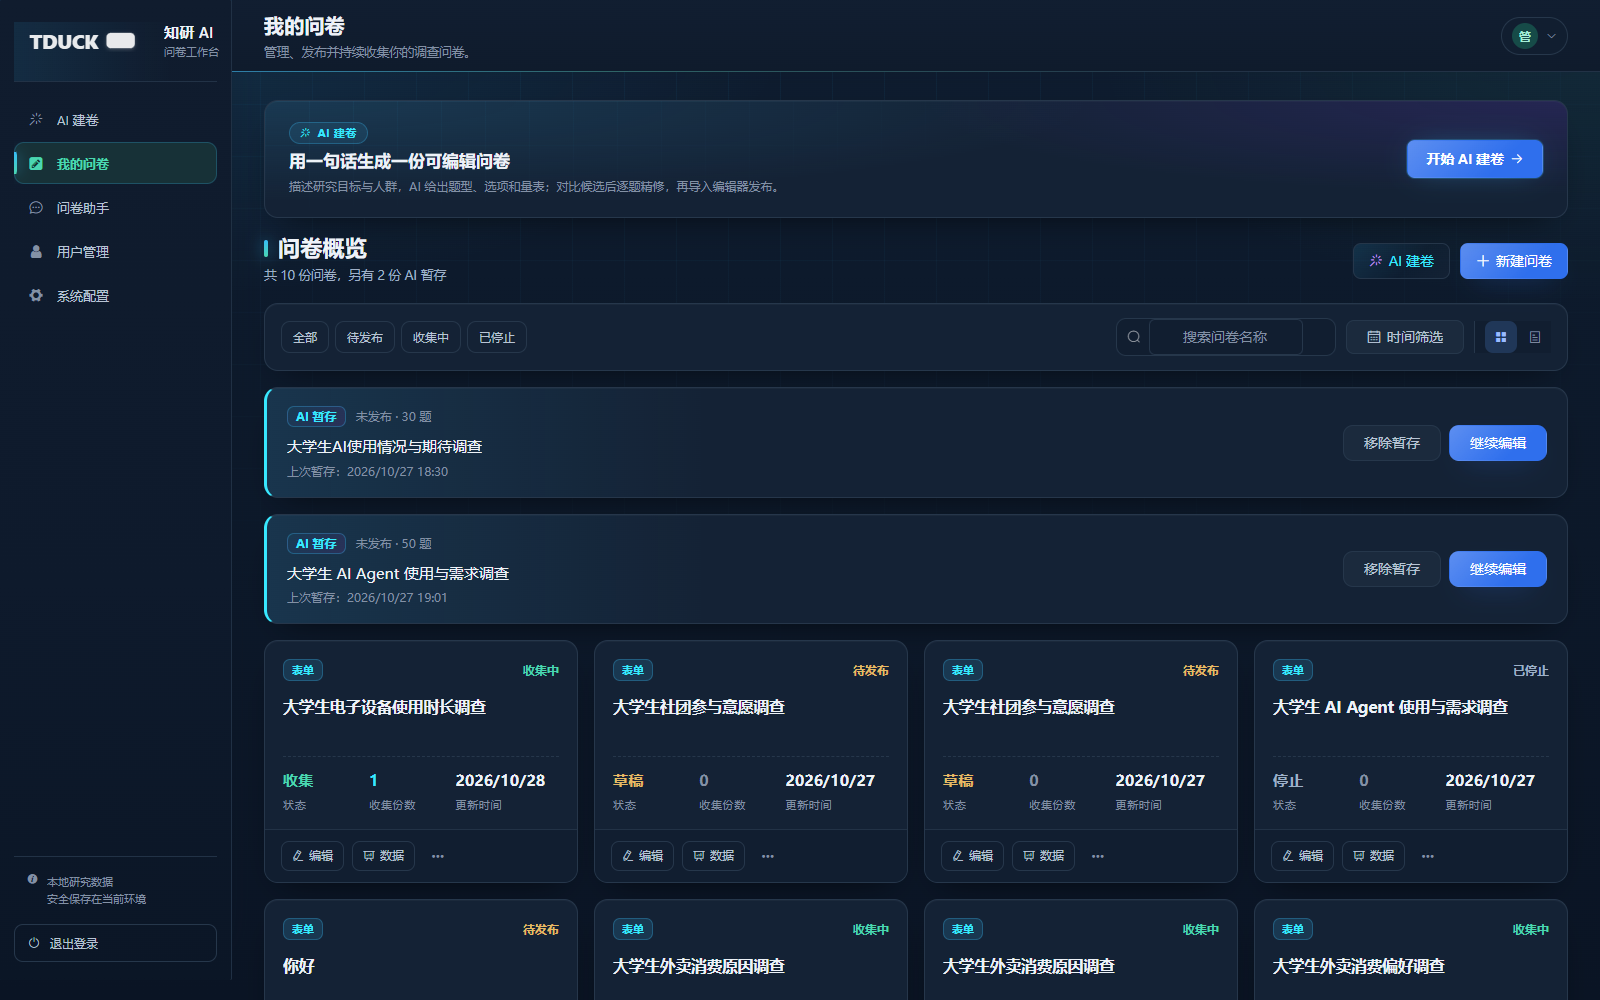 TDUCK
知研 AI
问卷工作台
AI 建卷
我的问卷
问卷助手
用户管理
系统配置
本地研究数据
安全保存在当前环境
退出登录
我的问卷
管理、发布并持续收集你的调查问卷。
管
AI 建卷
用一句话生成一份可编辑问卷
描述研究目标与人群，AI 给出题型、选项和量表；对比候选后逐题精修，再导入编辑器发布。
开始 AI 建卷 →
问卷概览
共 10 份问卷，另有 2 份 AI 暂存
AI 建卷
新建问卷
全部 待发布 收集中 已停止
搜索问卷名称
时间筛选
AI 暂存 未发布 · 30 题
大学生AI使用情况与期待调查
上次暂存：2026/10/27 18:30
移除暂存 继续编辑
AI 暂存 未发布 · 50 题
大学生 AI Agent 使用与需求调查
上次暂存：2026/10/27 19:01
移除暂存 继续编辑
表单 收集中
大学生电子设备使用时长调查
收集 1 2026/10/28
状态 收集份数 更新时间
编辑 数据 ···
表单 待发布
大学生社团参与意愿调查
草稿 0 2026/10/27
状态 收集份数 更新时间
编辑 数据 ···
表单 待发布
大学生社团参与意愿调查
草稿 0 2026/10/27
状态 收集份数 更新时间
编辑 数据 ···
表单 已停止
大学生 AI Agent 使用与需求调查
停止 0 2026/10/27
状态 收集份数 更新时间
编辑 数据 ···
表单 待发布
你好
表单 收集中
大学生外卖消费原因调查
表单 收集中
大学生外卖消费原因调查
表单 收集中
大学生外卖消费偏好调查